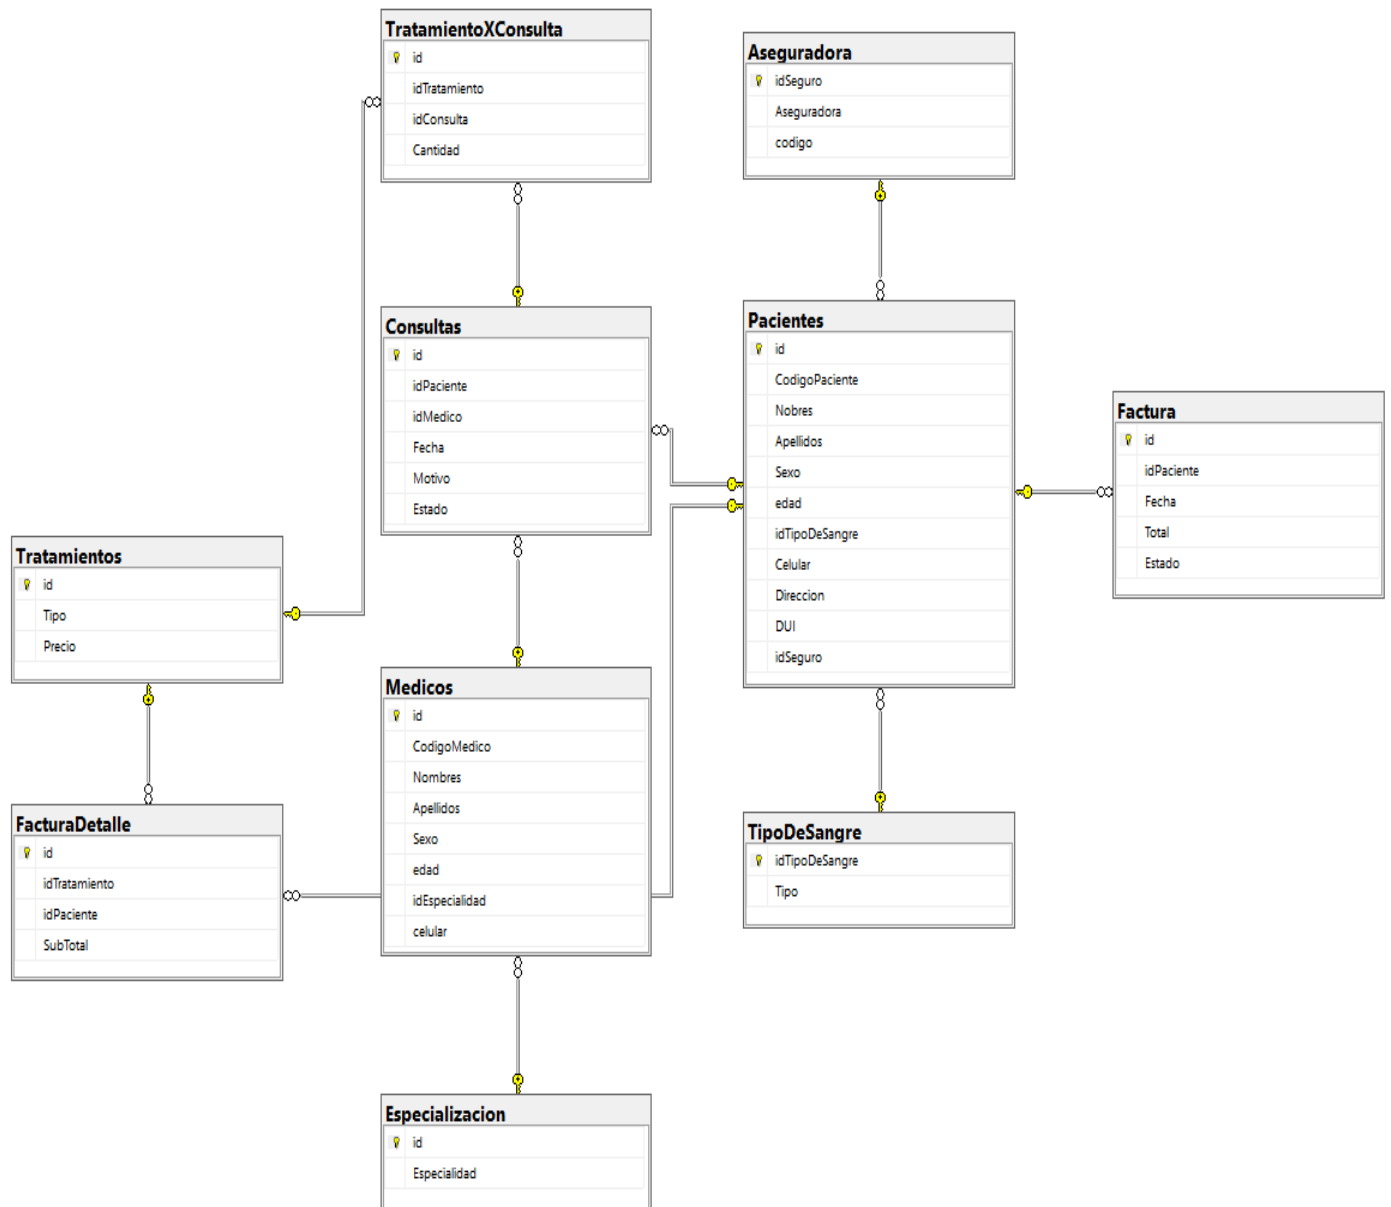 TratamientoXConsulta
id
idTratamiento
idConsulta
Cantidad
Aseguradora
idSeguro
Aseguradora
codigo
Consultas
id
idPaciente
idMedico
Fecha
Motivo
Estado
Pacientes
id
CodigoPaciente
Nobres
Apellidos
Sexo
edad
idTipoDeSangre
Celular
Direccion
DUI
idSeguro
Factura
id
idPaciente
Fecha
Total
Estado
Tratamientos
id
Tipo
Precio
Medicos
id
CodigoMedico
Nombres
Apellidos
Sexo
edad
idEspecialidad
celular
FacturaDetalle
id
idTratamiento
idPaciente
SubTotal
TipoDeSangre
idTipoDeSangre
Tipo
Especializacion
id
Especialidad